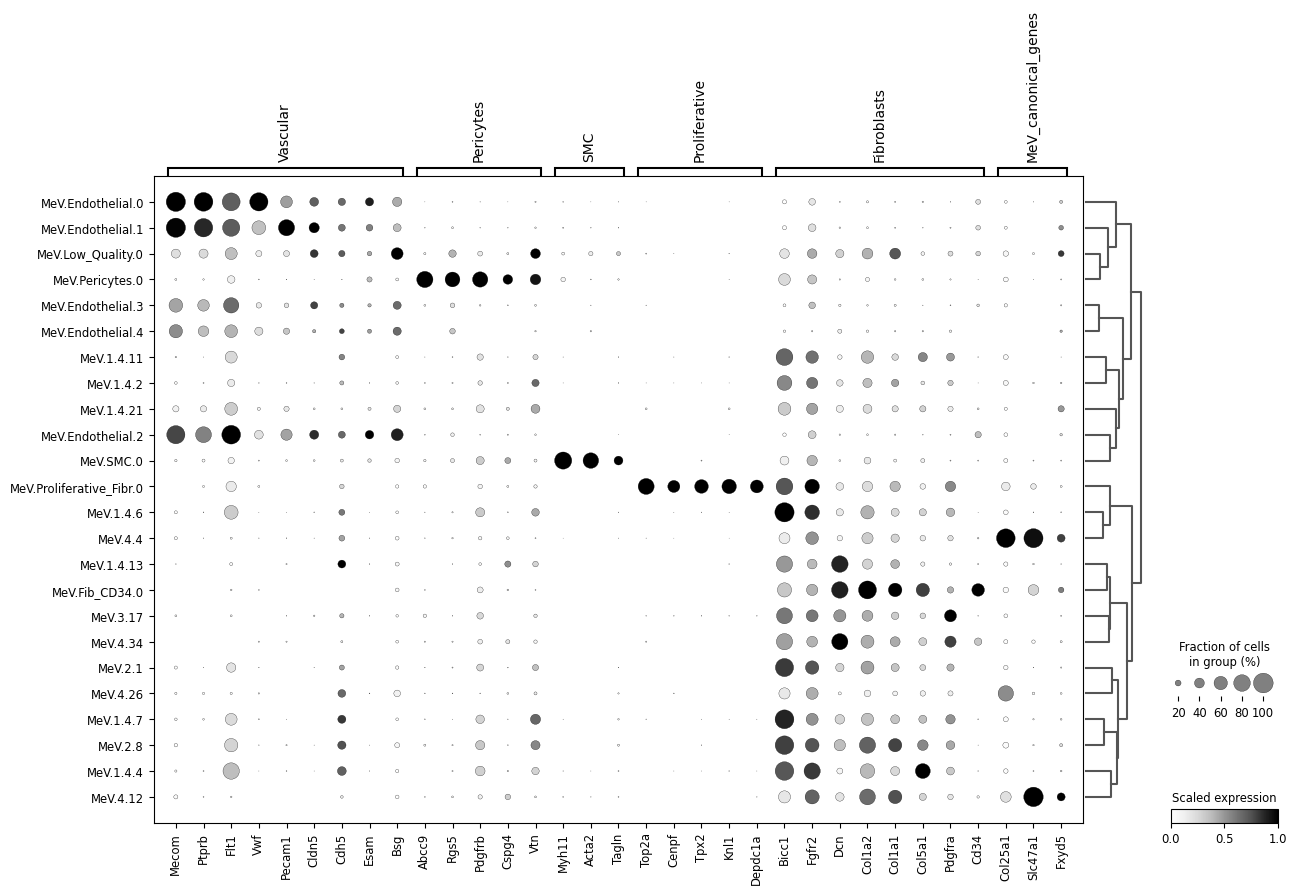 Vascular
Pericytes
SMC
Proliferative
Fibroblasts
MeV_canonical_genes
MeV.Endothelial.0
MeV.Endothelial.1
MeV.Low_Quality.0
MeV.Pericytes.0
MeV.Endothelial.3
MeV.Endothelial.4
MeV.1.4.11
MeV.1.4.2
MeV.1.4.21
MeV.Endothelial.2
MeV.SMC.0
MeV.Proliferative_Fibr.0
MeV.1.4.6
MeV.4.4
MeV.1.4.13
MeV.Fib_CD34.0
MeV.3.17
MeV.4.34
MeV.2.1
MeV.4.26
MeV.1.4.7
MeV.2.8
MeV.1.4.4
MeV.4.12
Mecom
Ptprb
Flt1
Vwf
Pecam1
Cldn5
Cdh5
Esam
Bsg
Abcc9
Rgs5
Pdgfrb
Cspg4
Vtn
Myh11
Acta2
Tagln
Top2a
Cenpf
Tpx2
Knl1
Depdc1a
Bicc1
Fgfr2
Dcn
Col1a2
Col1a1
Col5a1
Pdgfra
Cd34
Col25a1
Slc47a1
Fxyd5
Fraction of cells
in group (%)
20 40 60 80 100
Scaled expression
0.0 0.5 1.0